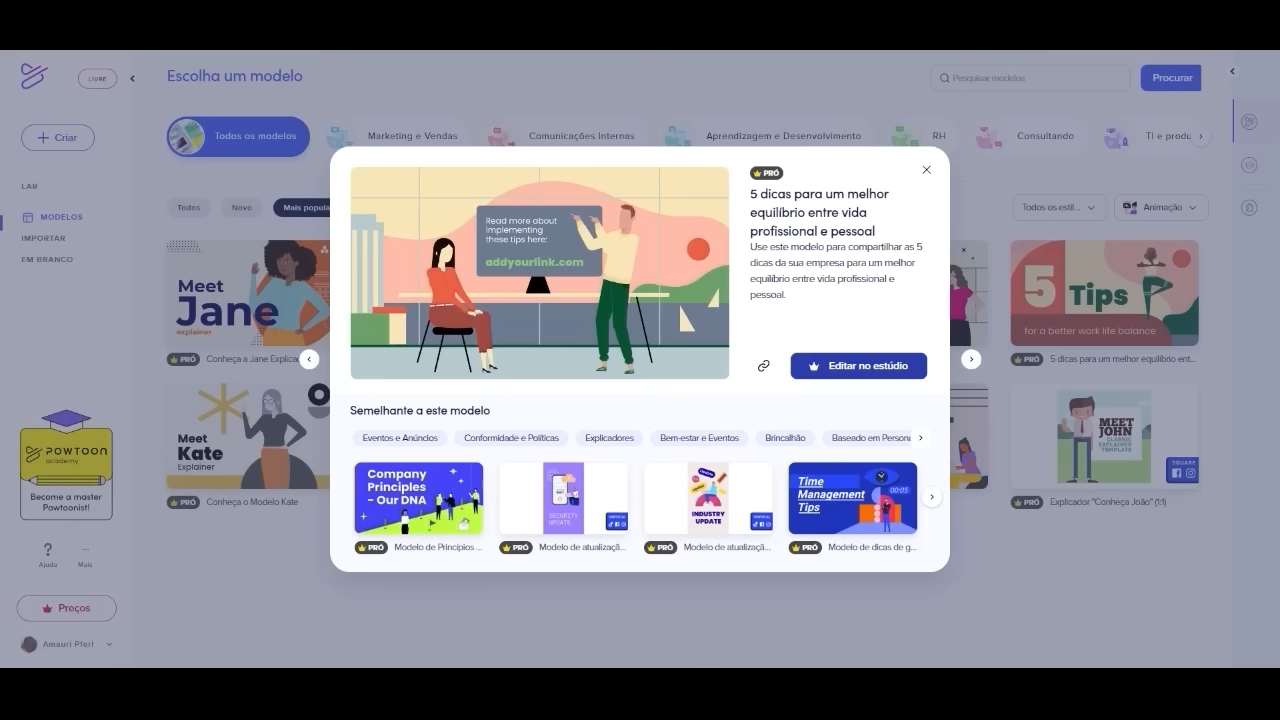 LIVRE
Escolha um modelo
Pesquisar modelos
Procurar
Criar
Todos os modelos
Marketing e Vendas
Comunicações Internas
Aprendizagem e Desenvolvimento
RH
Consultando
TI e produ
LAR
MODELOS
IMPORTAR
EM BRANCO
Todos
Novo
Mais popula
Todos os estil...
Animação
Meet
Jane
explainer
PRÓ
Conheça a Jane Explica
Meet
Kate
Explainer
PRÓ
Conheça o Modelo Kate
5 Tips
for a better work life balance
PRÓ
5 dicas para um melhor equilíbrio ent...
MEET
JOHN
CLASSIC
EXPLAINER
TEMPLATE
SQUARE
PRÓ
Explicador "Conheça João" (1:1)
POWTOON
academy
Become a master
Powtoonist!
Ajuda
Mais
Preços
Amauri Pferl
Read more about
implementing
these tips here:
addyourlink.com
PRÓ
5 dicas para um melhor
equilíbrio entre vida
profissional e pessoal
Use este modelo para compartilhar as 5
dicas da sua empresa para um melhor
equilíbrio entre vida profissional e
pessoal.
Editar no estúdio
Semelhante a este modelo
Eventos e Anúncios
Conformidade e Políticas
Explicadores
Bem-estar e Eventos
Brincalhão
Baseado em Persona
Company
Principles
- Our DNA
PRÓ
Modelo de Princípios ...
SECURITY
UPDATE
VERTICAL
PRÓ
Modelo de atualizaçã...
INDUSTRY
UPDATE
VERTICAL
PRÓ
Modelo de atualizaçã...
Time
Management
Tips
00:05
PRÓ
Modelo de dicas de g...